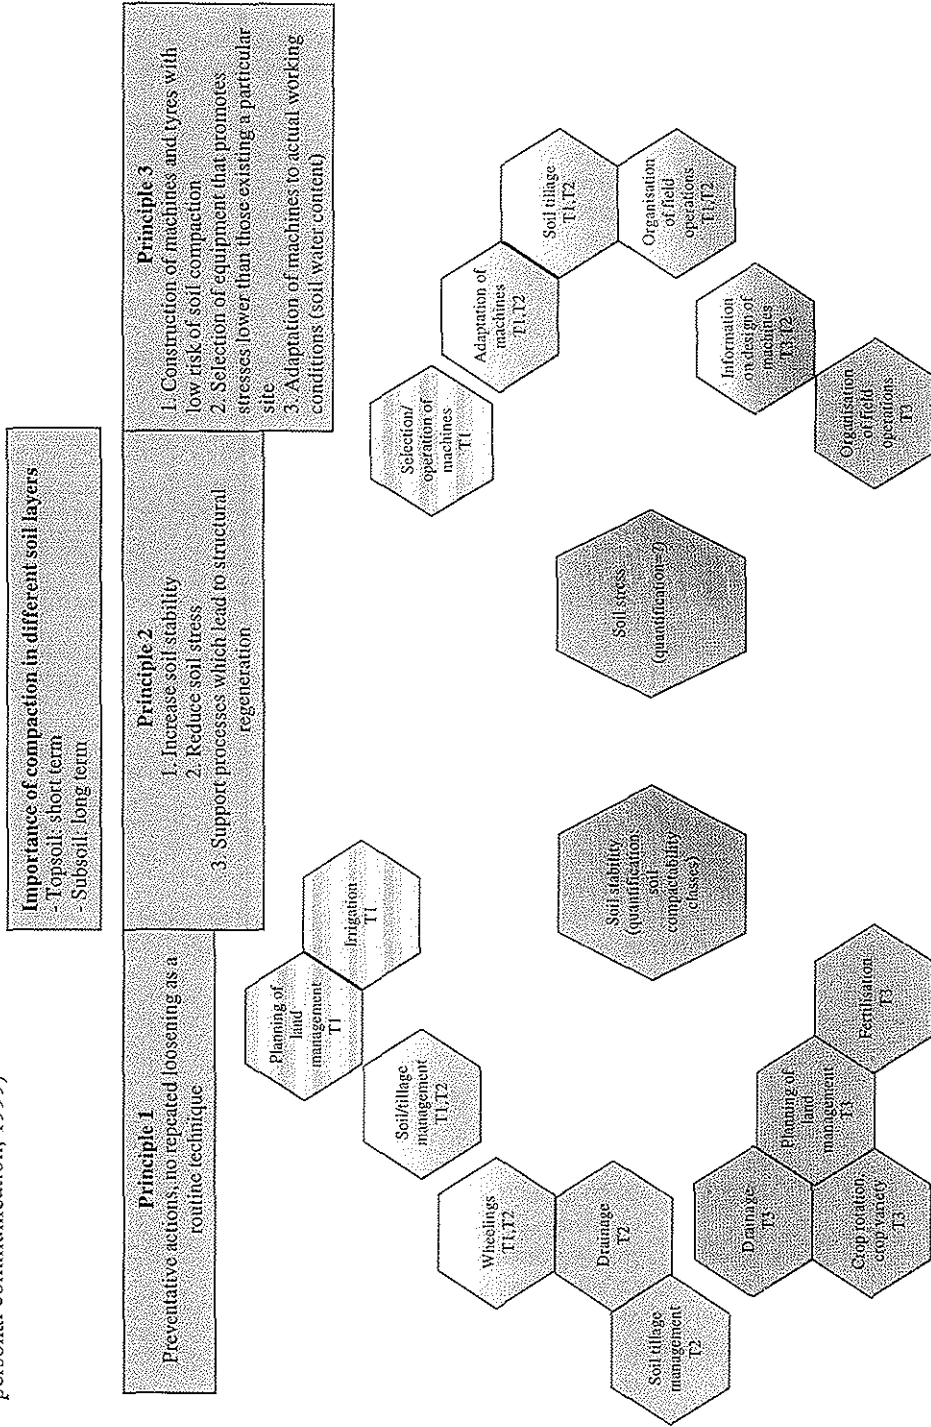 personal communication, 1999)
Importance of compaction in different soil layers
- Topsoil: short term
- Subsoil: long term
Principle 1
Preventative actions, no repeated loosening as a
routine technique
Principle 2
1. Increase soil stability
2. Reduce soil stress
3. Support processes which lead to structural
regeneration
Principle 3
1. Construction of machines and tyres with
low risk of soil compaction
2. Selection of equipment that promotes
stresses lower than those existing a particular
site
3. Adaptation of machines to actual working
conditions (soil water content)
Planning of
land
management
T1
Irrigation
T1
Soil/tillage
management
T1,T2
Wheelings
T1,T2
Drainage
T2
Soil tillage
management
T2
Drainage
T3
Crop rotation,
crop variety
T3
Planning of
land
management
T3
Fertilisation
T3
Soil stability
(quantification
soil
compactability
classes)
Soil stress
(quantification=?)
Selection/
operation of
machines
T1
Adaptation of
machines
T1,T2
Soil tillage
T1,T2
Organisation
of field
operations
T1,T2
Information
on design of
machines
T3,T2
Organisation
of field
operations
T3